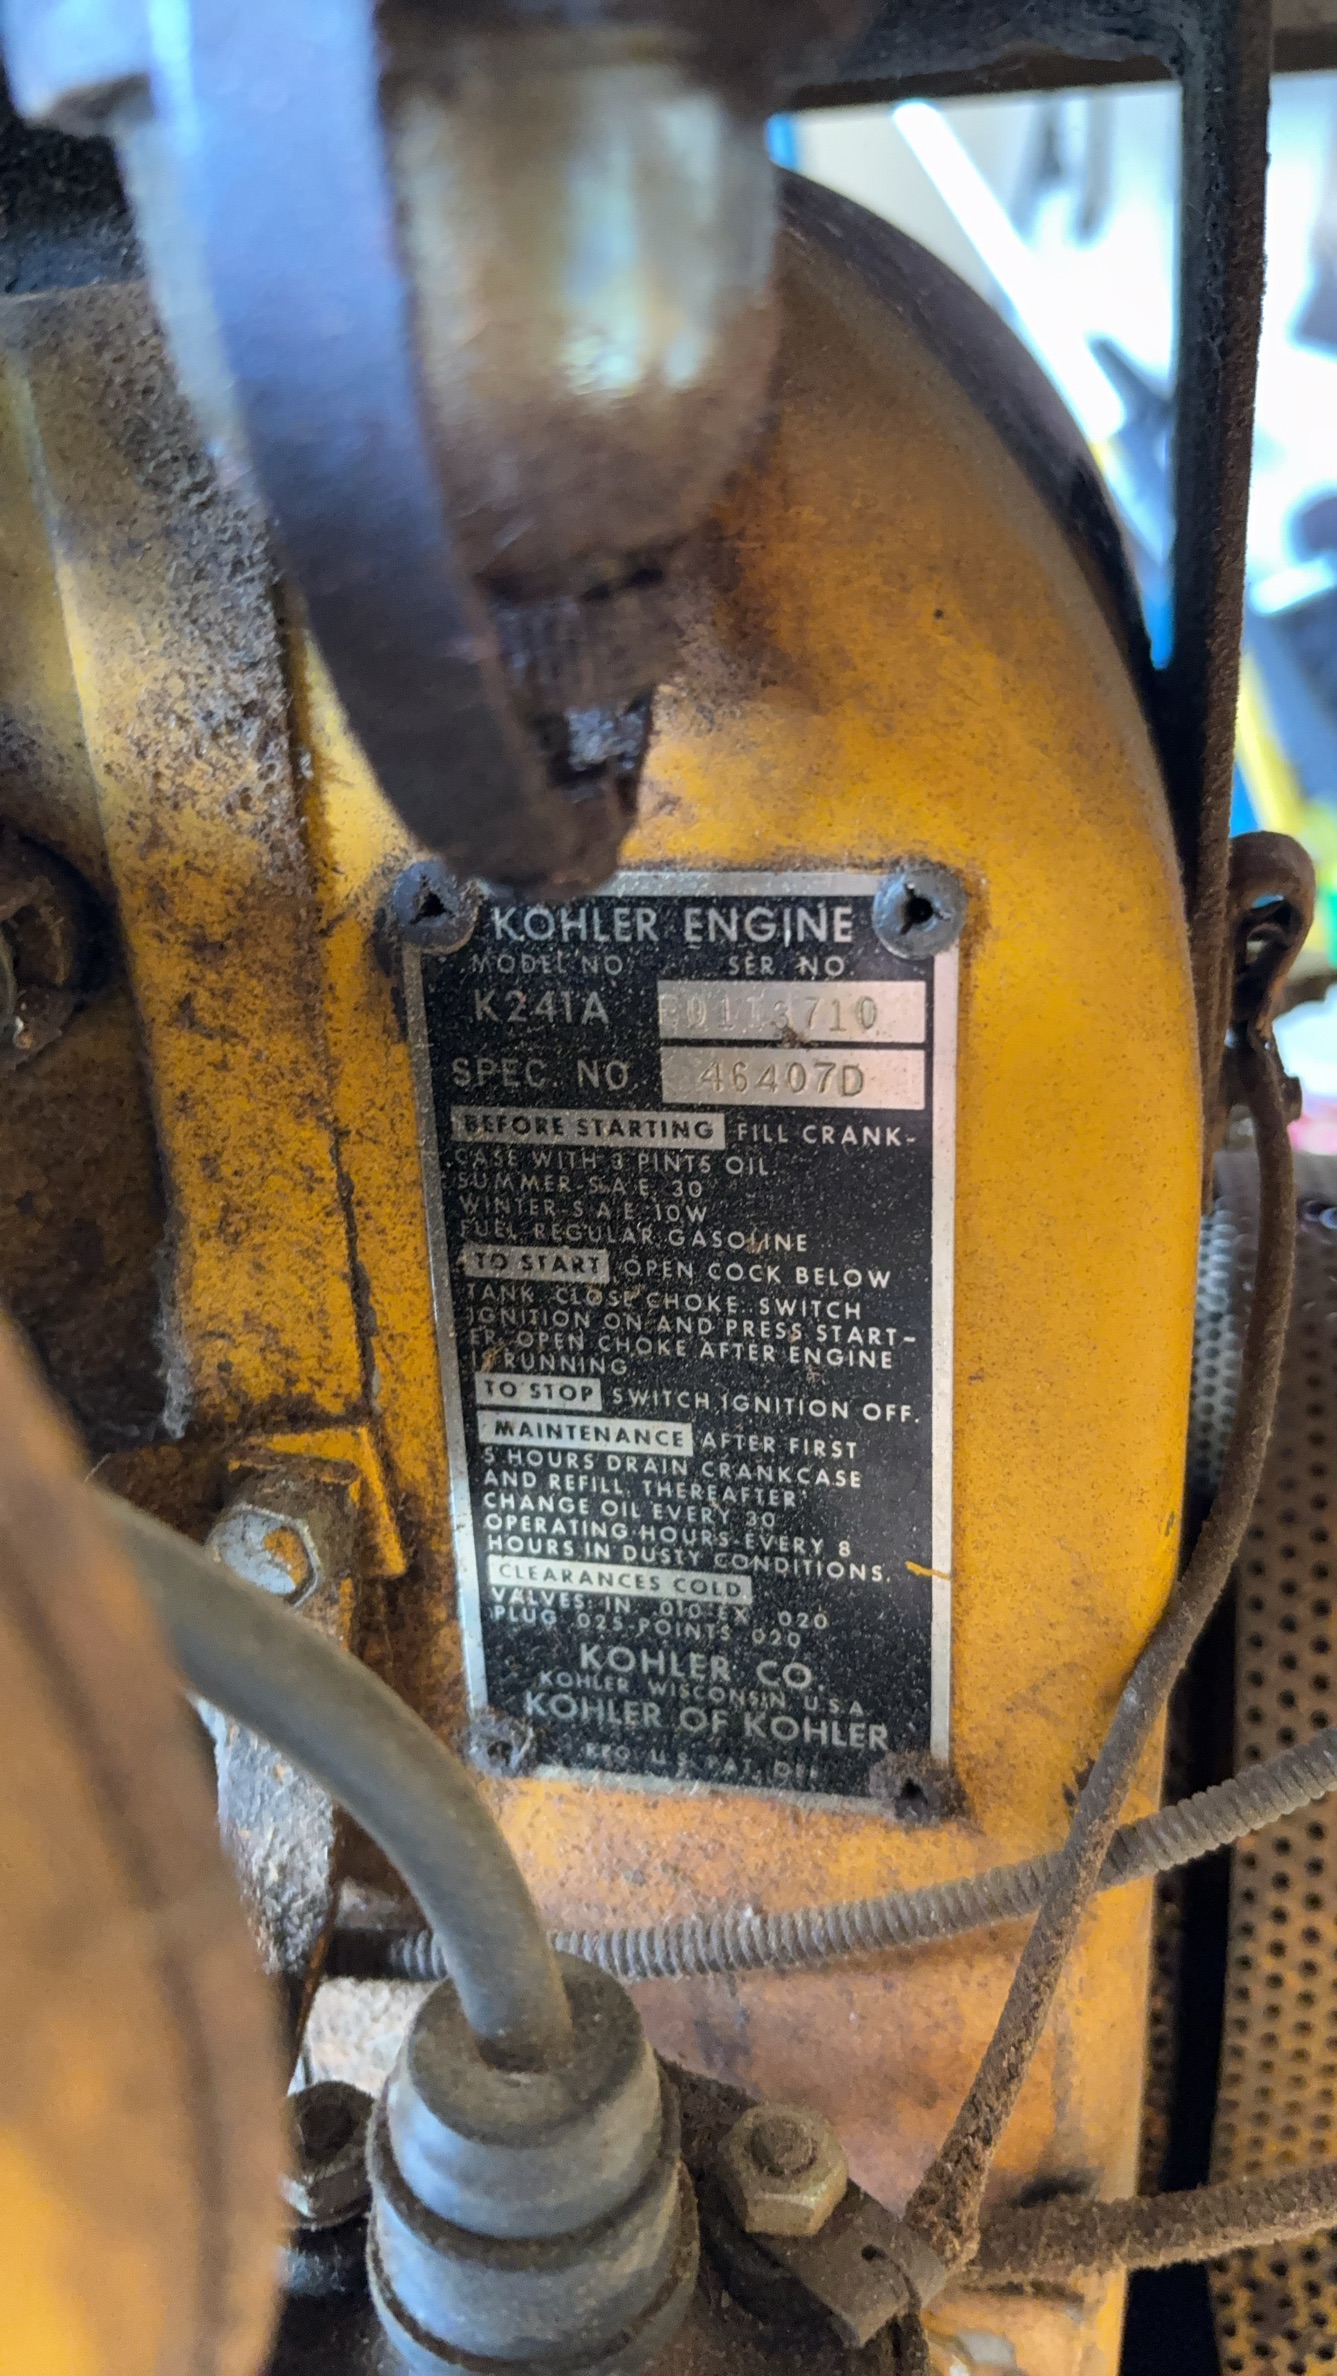 KOHLER ENGINE
MODEL NO. SER. NO.
K241A
SPEC. NO. 46407D
BEFORE STARTING FILL CRANK-
CASE WITH 3 PINTS OIL.
SUMMER-S.A.E. 30
WINTER-S.A.E. 10W
FUEL-REGULAR GASOLINE
TO START OPEN COCK BELOW
TANK. CLOSE CHOKE. SWITCH
IGNITION ON AND PRESS START-
ER. OPEN CHOKE AFTER ENGINE
IS RUNNING.
TO STOP SWITCH IGNITION OFF.
MAINTENANCE AFTER FIRST
5 HOURS DRAIN CRANKCASE
AND REFILL. THEREAFTER
CHANGE OIL EVERY 30
OPERATING HOURS-EVERY 8
HOURS IN DUSTY CONDITIONS.
CLEARANCES COLD.
VALVES: IN. .010-EX. .020
PLUG .025-POINTS .020
KOHLER CO.
KOHLER, WISCONSIN, U.S.A.
KOHLER OF KOHLER
REG. U.S. PAT. OFF.